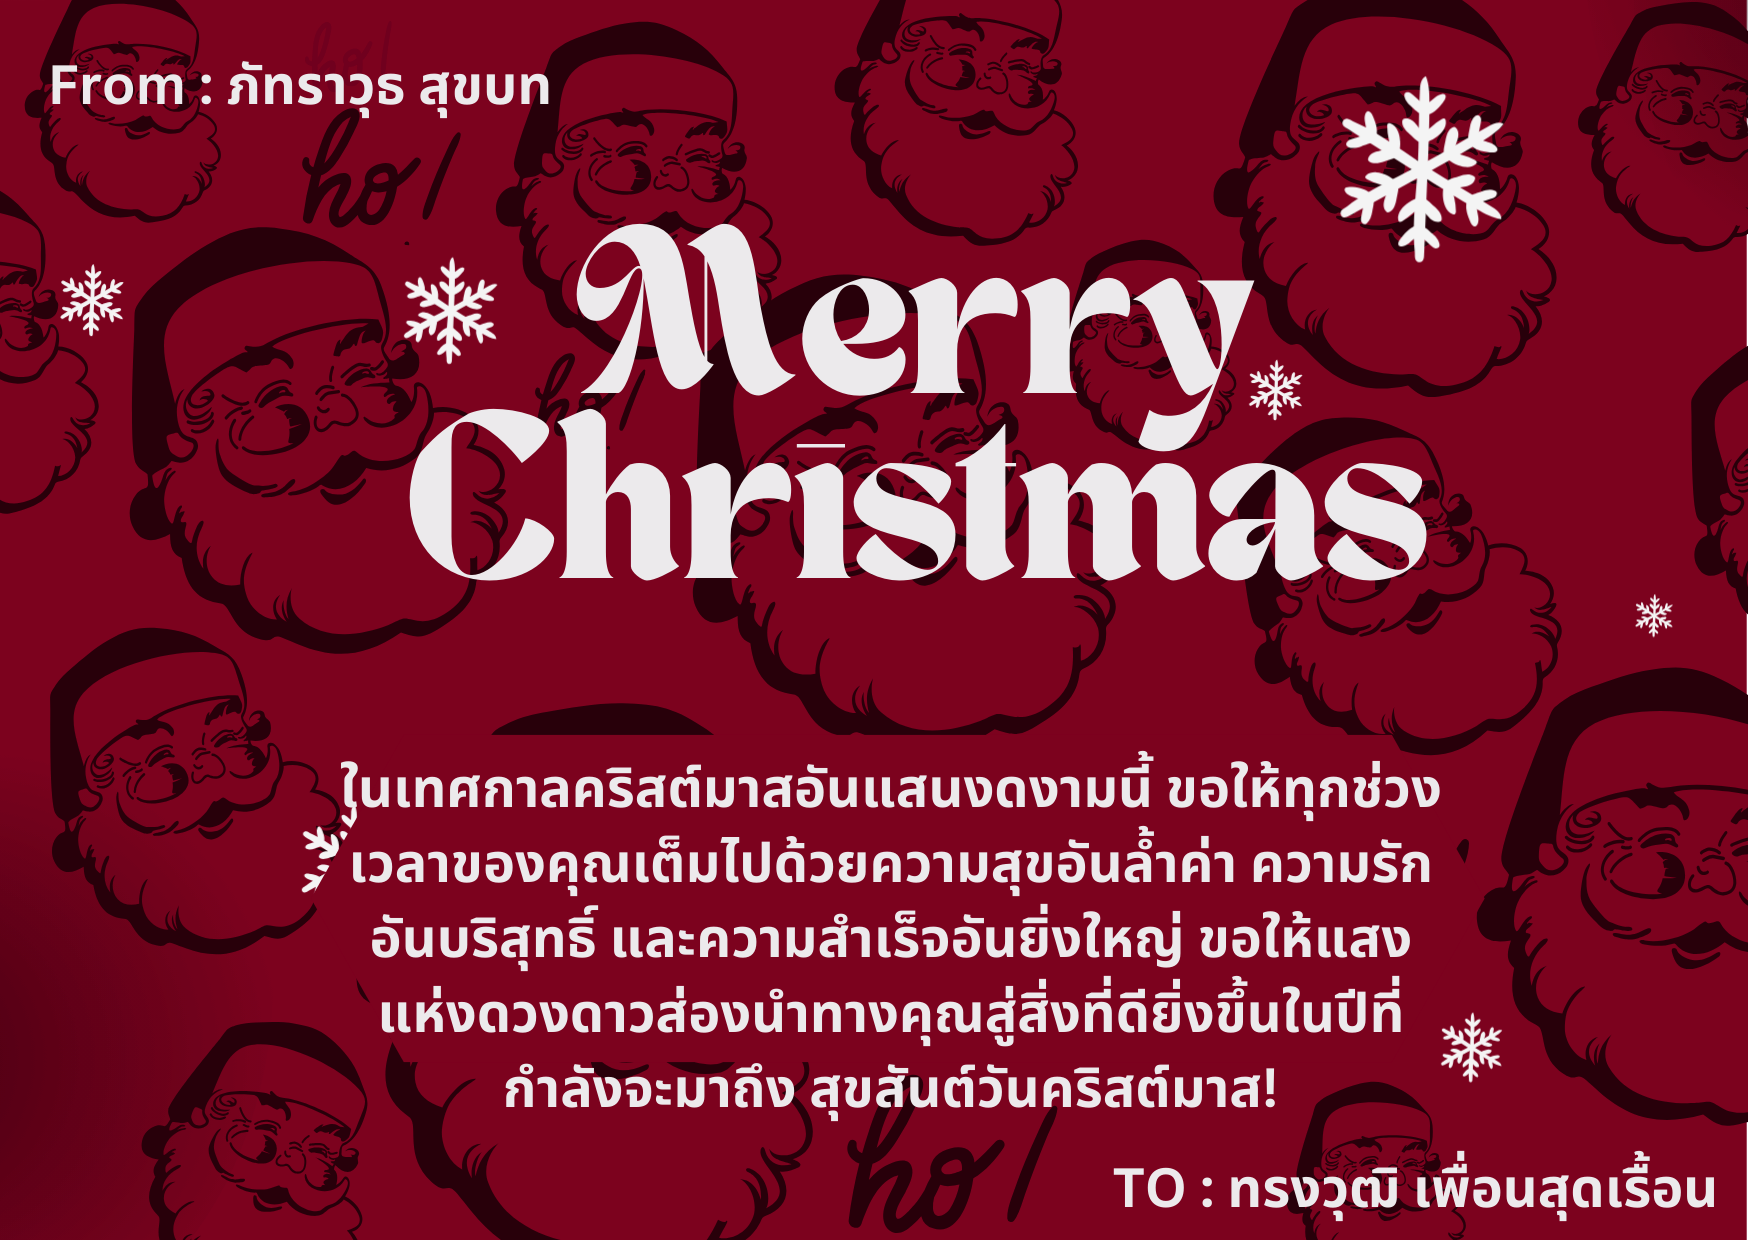 From : ภัทราวุธ สุขบท
ho!
ho!
Merry
ho!
Christmas
ในเทศกาลคริสต์มาสอันแสนงดงามนี้ ขอให้ทุกช่วง
เวลาของคุณเต็มไปด้วยความสุขอันล้ำค่า ความรัก
อันบริสุทธิ์ และความสำเร็จอันยิ่งใหญ่ ขอให้แสง
แห่งดวงดาวส่องนำทางคุณสู่สิ่งที่ดียิ่งขึ้นในปีที่
กำลังจะมาถึง สุขสันต์วันคริสต์มาส!
ho!
TO : ทรงวุฒิ เพื่อนสุดเรื้อน